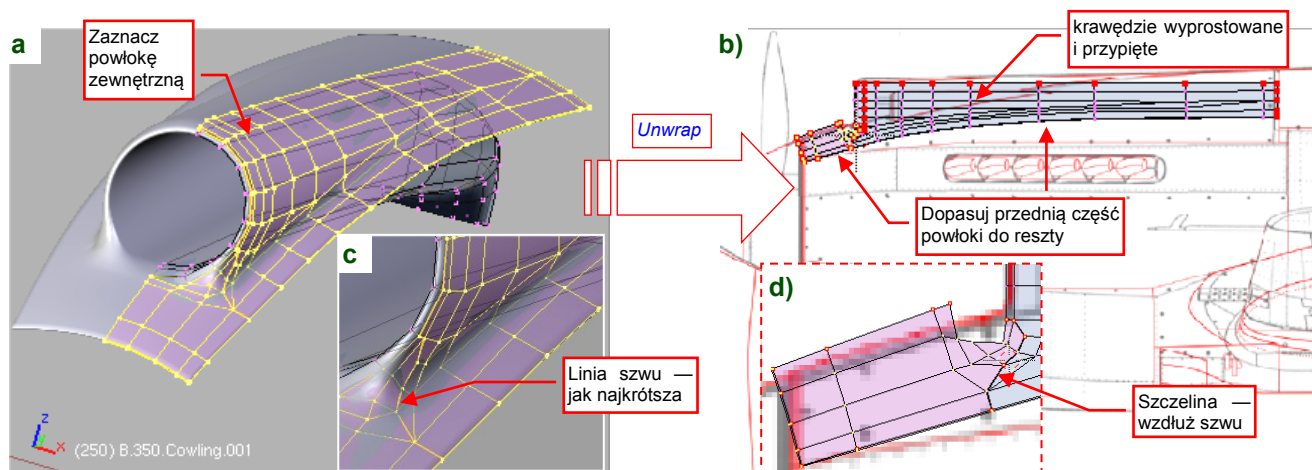 a
Zaznacz
powłokę
zewnętrzną
c
Linia szwu —
jak najkrótsza
z
x
(250) B.350.Cowling.001
Unwrap
b)
krawędzie wyprostowane
i przypięte
Dopasuj przednią część
powłoki do reszty
d)
Szczelina —
wzdłuż szwu